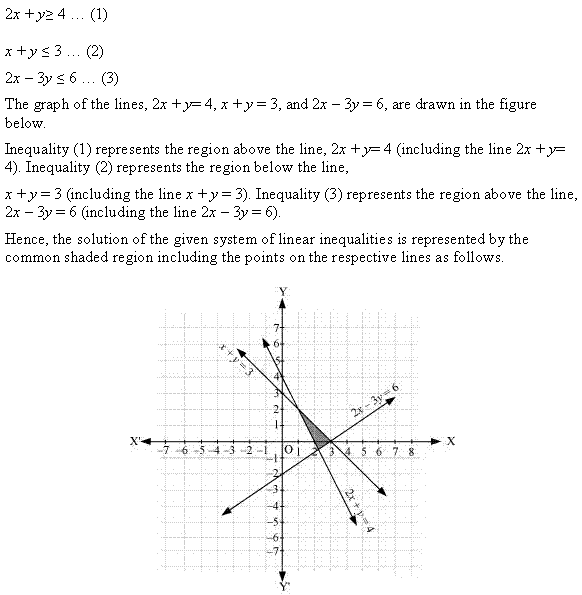 2x + y≥ 4 … (1)
x + y ≤ 3 … (2)
2x − 3y ≤ 6 … (3)
The graph of the lines, 2x + y= 4, x + y = 3, and 2x − 3y = 6, are drawn in the figure
below.
Inequality (1) represents the region above the line, 2x + y= 4 (including the line 2x + y=
4). Inequality (2) represents the region below the line,
x + y = 3 (including the line x + y = 3). Inequality (3) represents the region above the line,
2x − 3y = 6 (including the line 2x − 3y = 6).
Hence, the solution of the given system of linear inequalities is represented by the
common shaded region including the points on the respective lines as follows.
Y
7
6
x + y = 3
5
4
3
2x − 3y = 6
2
1
X' -7 -6 -5 -4 -3 -2 -1 O 1 2 3 4 5 6 7 8 X
-1
-2
-3
2x + y = 4
-4
-5
-6
-7
Y'